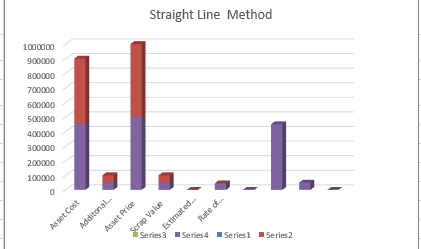 Straight Line Method
1000000
900000
800000
700000
600000
500000
400000
300000
200000
100000
0
Asset Cost
Additonal...
Asset Price
Scrap Value
Estimated...
Rate of...
Series3 Series4 Series1 Series2